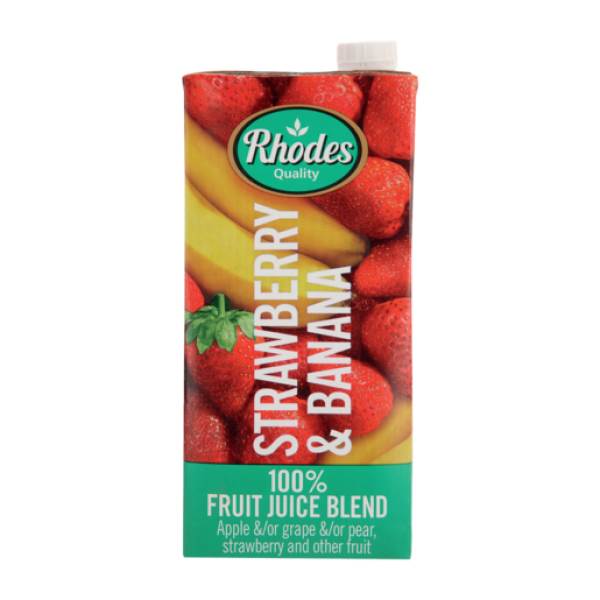 Rhodes
Quality
STRAWBERRY
& BANANA
100%
FRUIT JUICE BLEND
Apple &/or grape &/or pear,
strawberry and other fruit